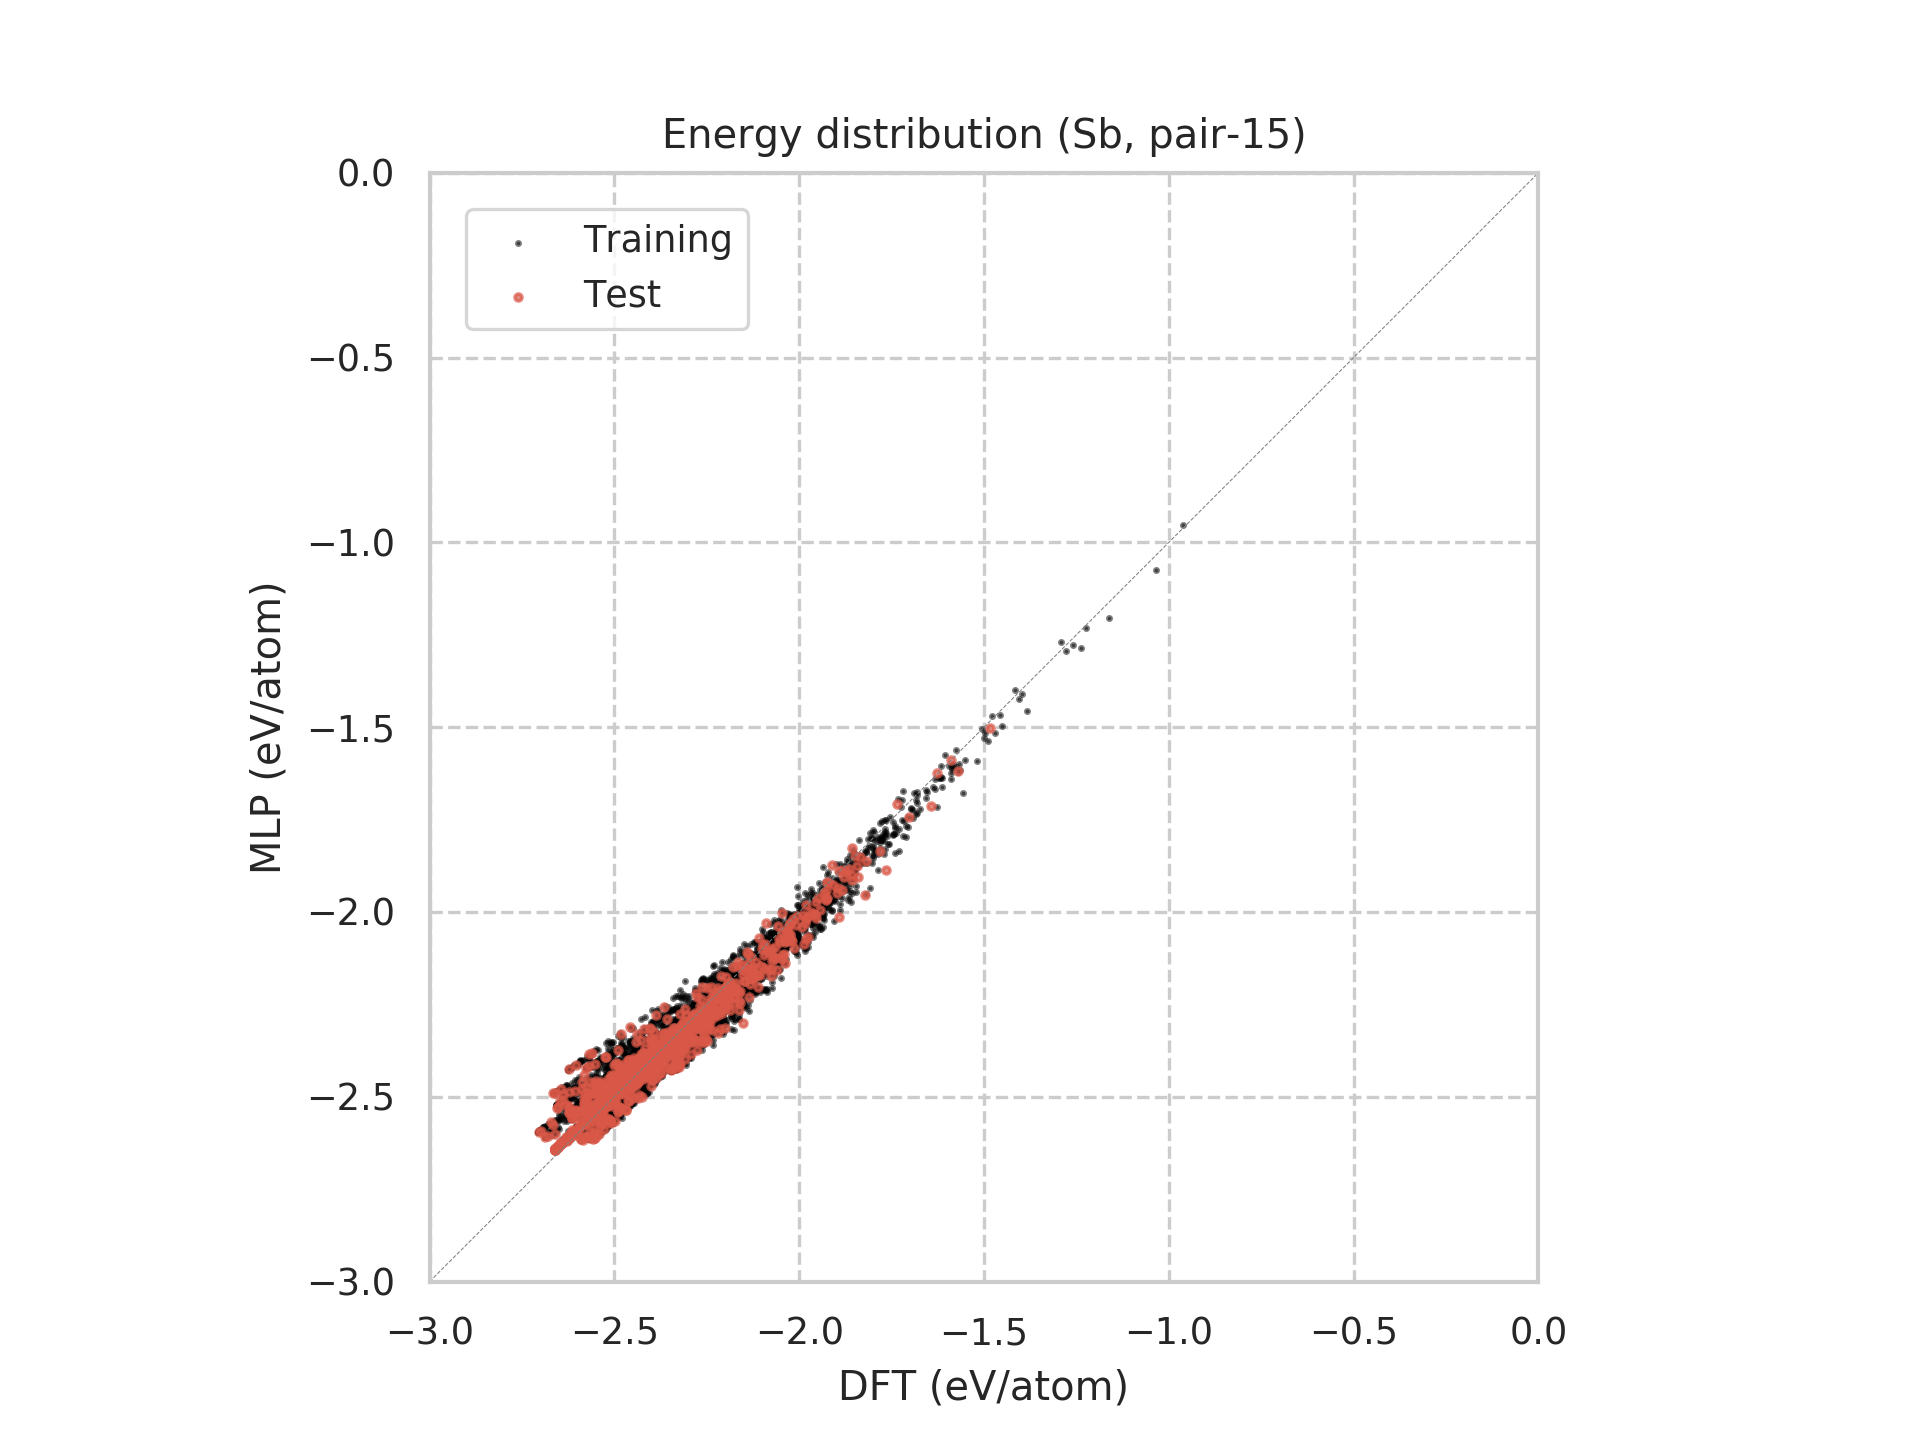 Energy distribution (Sb, pair-15)
0.0
−0.5
−1.0
−1.5
−2.0
−2.5
−3.0
Training
Test
MLP (eV/atom)
−3.0 −2.5 −2.0 −1.5 −1.0 −0.5 0.0
DFT (eV/atom)